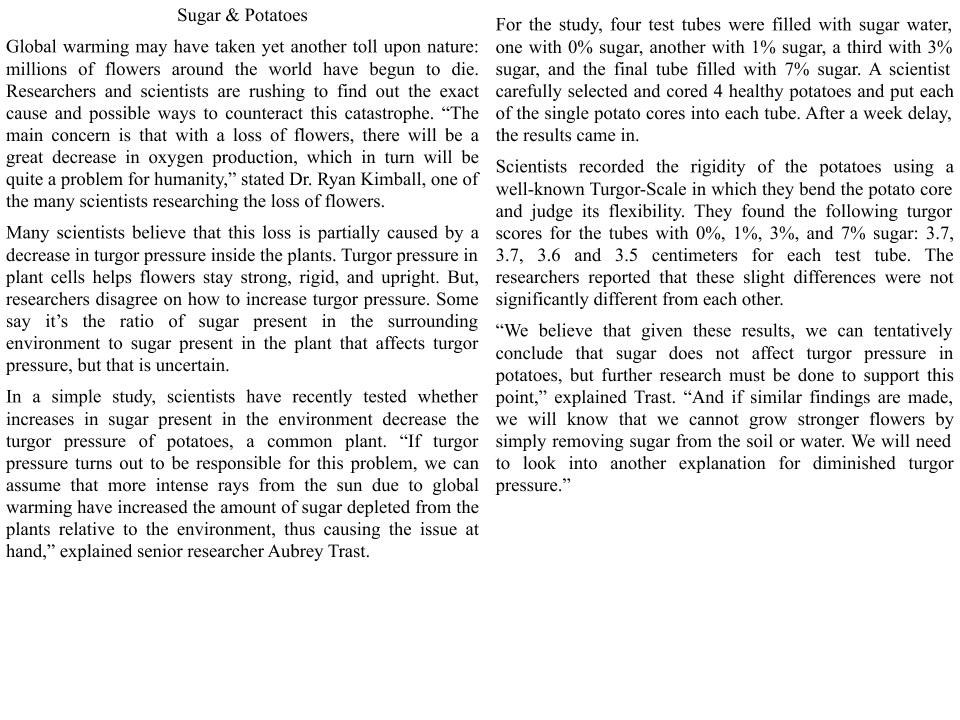 Sugar & Potatoes
Global warming may have taken yet another toll upon nature:
millions of flowers around the world have begun to die.
Researchers and scientists are rushing to find out the exact
cause and possible ways to counteract this catastrophe. “The
main concern is that with a loss of flowers, there will be a
great decrease in oxygen production, which in turn will be
quite a problem for humanity,” stated Dr. Ryan Kimball, one of
the many scientists researching the loss of flowers.
Many scientists believe that this loss is partially caused by a
decrease in turgor pressure inside the plants. Turgor pressure in
plant cells helps flowers stay strong, rigid, and upright. But,
researchers disagree on how to increase turgor pressure. Some
say it’s the ratio of sugar present in the surrounding
environment to sugar present in the plant that affects turgor
pressure, but that is uncertain.
In a simple study, scientists have recently tested whether
increases in sugar present in the environment decrease the
turgor pressure of potatoes, a common plant. “If turgor
pressure turns out to be responsible for this problem, we can
assume that more intense rays from the sun due to global
warming have increased the amount of sugar depleted from the
plants relative to the environment, thus causing the issue at
hand,” explained senior researcher Aubrey Trast.
For the study, four test tubes were filled with sugar water,
one with 0% sugar, another with 1% sugar, a third with 3%
sugar, and the final tube filled with 7% sugar. A scientist
carefully selected and cored 4 healthy potatoes and put each
of the single potato cores into each tube. After a week delay,
the results came in.
Scientists recorded the rigidity of the potatoes using a
well-known Turgor-Scale in which they bend the potato core
and judge its flexibility. They found the following turgor
scores for the tubes with 0%, 1%, 3%, and 7% sugar: 3.7,
3.7, 3.6 and 3.5 centimeters for each test tube. The
researchers reported that these slight differences were not
significantly different from each other.
“We believe that given these results, we can tentatively
conclude that sugar does not affect turgor pressure in
potatoes, but further research must be done to support this
point,” explained Trast. “And if similar findings are made,
we will know that we cannot grow stronger flowers by
simply removing sugar from the soil or water. We will need
to look into another explanation for diminished turgor
pressure.”